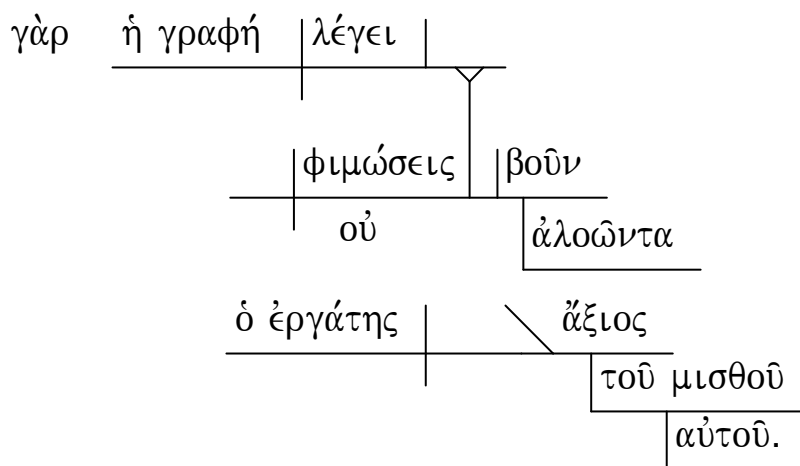 γὰρ ἡ γραφή λέγει
φιμώσεις βοῦν
οὐ
ἀλοῶντα
ὁ ἐργάτης ἄξιος
τοῦ μισθοῦ
αὐτοῦ.